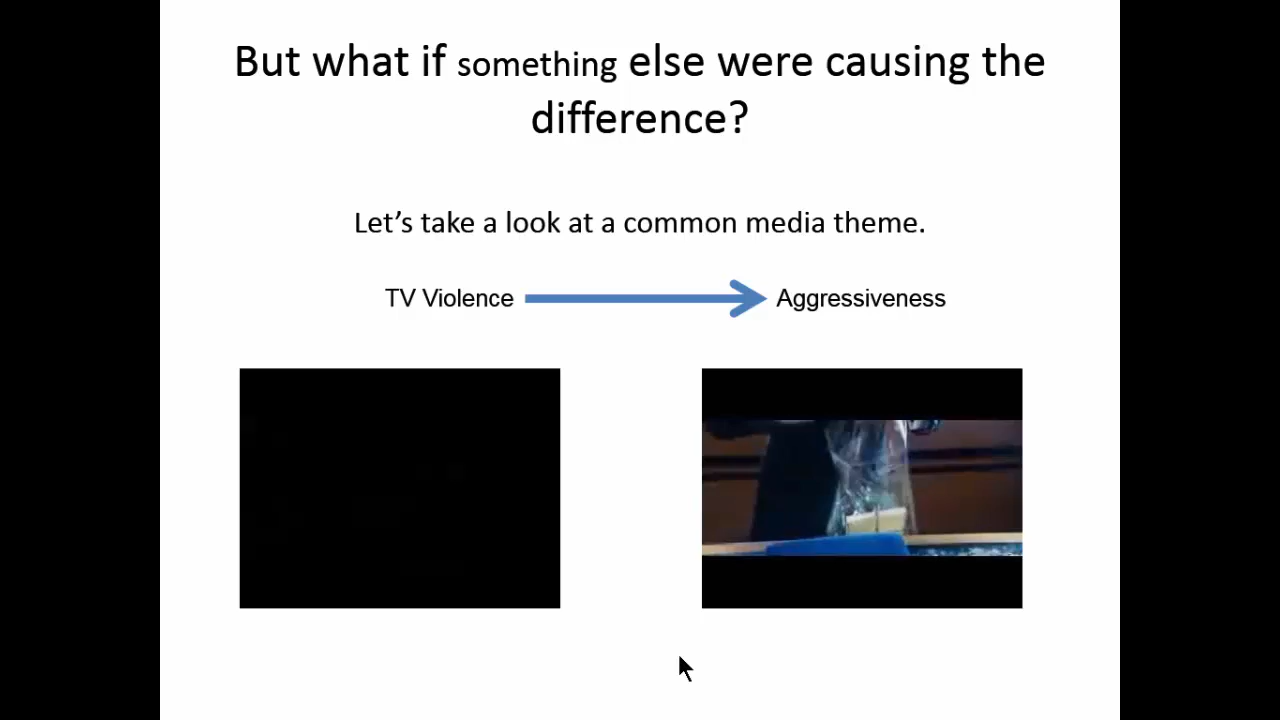 But what if something else were causing the
difference?
Let’s take a look at a common media theme.
TV Violence Aggressiveness